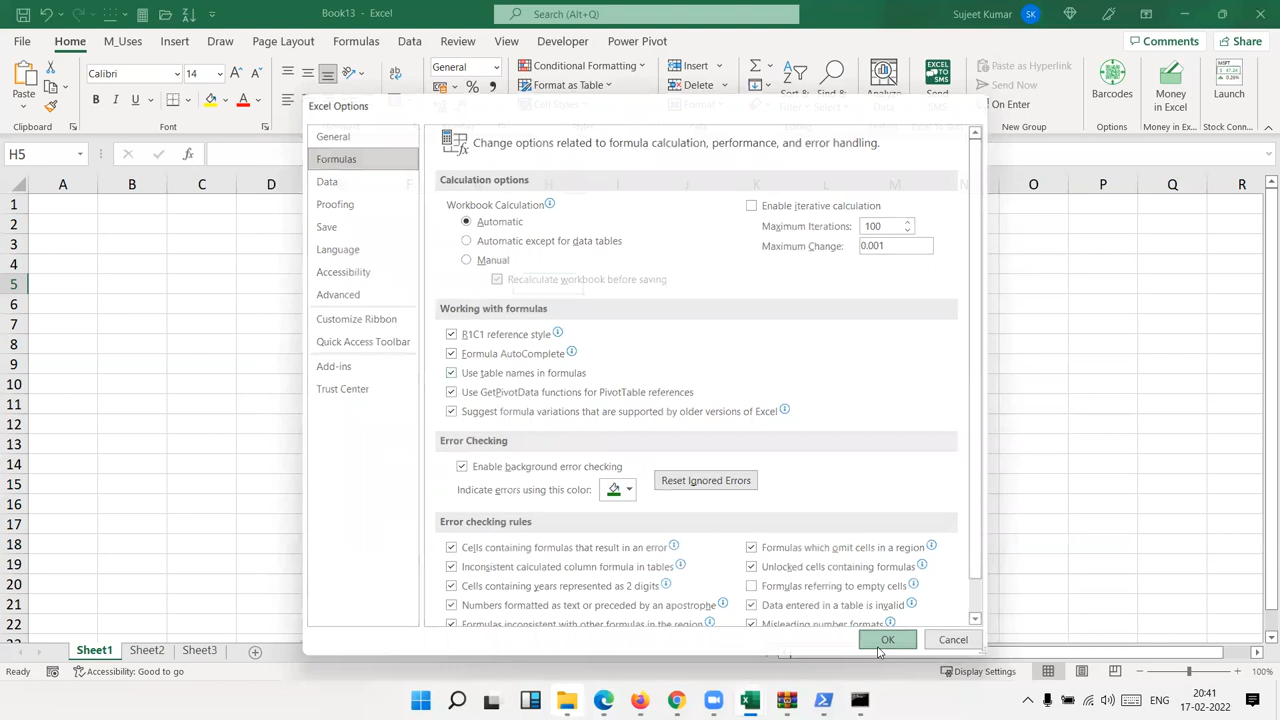 Book13 - Excel
Search (Alt+Q)
Sujeet Kumar
SK
File Home M_Uses Insert Draw Page Layout Formulas Data Review View Developer Power Pivot
Comments Share
Paste
Calibri 14
B I U
General
Conditional Formatting
Format as Table
Cell Styles
Insert
Delete
Format
Sort &
Filter
Find &
Select
Data
EXCEL
TO
SMS
Paste as Hyperlink
Send Now
On Enter
Barcodes
Money
in Excel
Launch
Clipboard Font New Group Options Money in Ex... Stock Conn...
H5
fx
A B C D F H I J K L M N O P Q R
1
2
3
4
5
6
7
8
9
10
11
12
13
14
15
16
17
18
19
20
21
22
Excel Options
General
Formulas
Data
Proofing
Save
Language
Accessibility
Advanced
Customize Ribbon
Quick Access Toolbar
Add-ins
Trust Center
Change options related to formula calculation, performance, and error handling.
Calculation options
Workbook Calculation
Automatic
Automatic except for data tables
Manual
Recalculate workbook before saving
Enable iterative calculation
Maximum Iterations: 100
Maximum Change: 0.001
Working with formulas
R1C1 reference style
Formula AutoComplete
Use table names in formulas
Use GetPivotData functions for PivotTable references
Suggest formula variations that are supported by older versions of Excel
Error Checking
Enable background error checking
Indicate errors using this color:
Reset Ignored Errors
Error checking rules
Cells containing formulas that result in an error
Inconsistent calculated column formula in tables
Cells containing years represented as 2 digits
Numbers formatted as text or preceded by an apostrophe
Formulas inconsistent with other formulas in the region
Formulas which omit cells in a region
Unlocked cells containing formulas
Formulas referring to empty cells
Data entered in a table is invalid
Misleading number formats
OK Cancel
Sheet1 Sheet2 Sheet3
Ready
Accessibility: Good to go
Display Settings
100%
ENG
20:41
17-02-2022